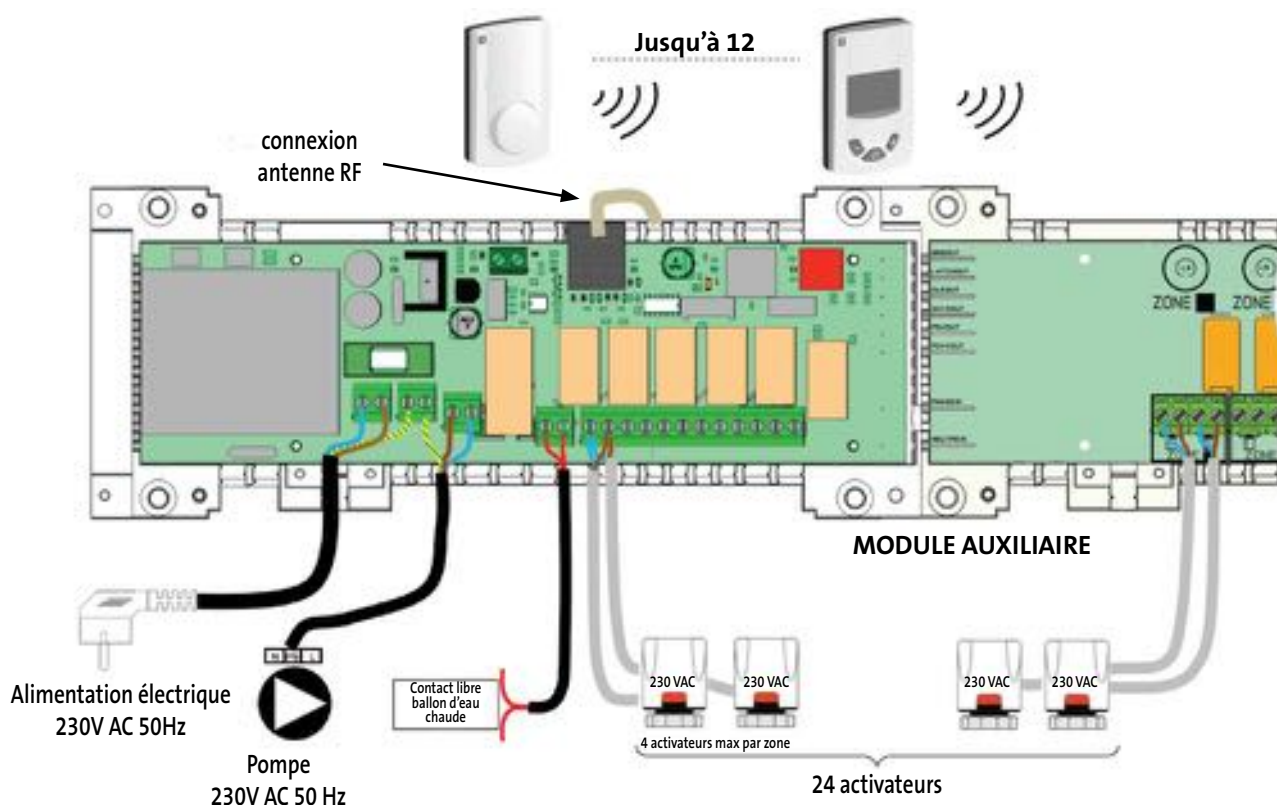 Jusqu'à 12
connexion
antenne RF
ZONE
ZONE
MODULE AUXILIAIRE
N
L
Alimentation électrique
230V AC 50Hz
Pompe
230V AC 50 Hz
Contact libre
ballon d'eau
chaude
230 VAC
230 VAC
230 VAC
230 VAC
4 activateurs max par zone
24 activateurs